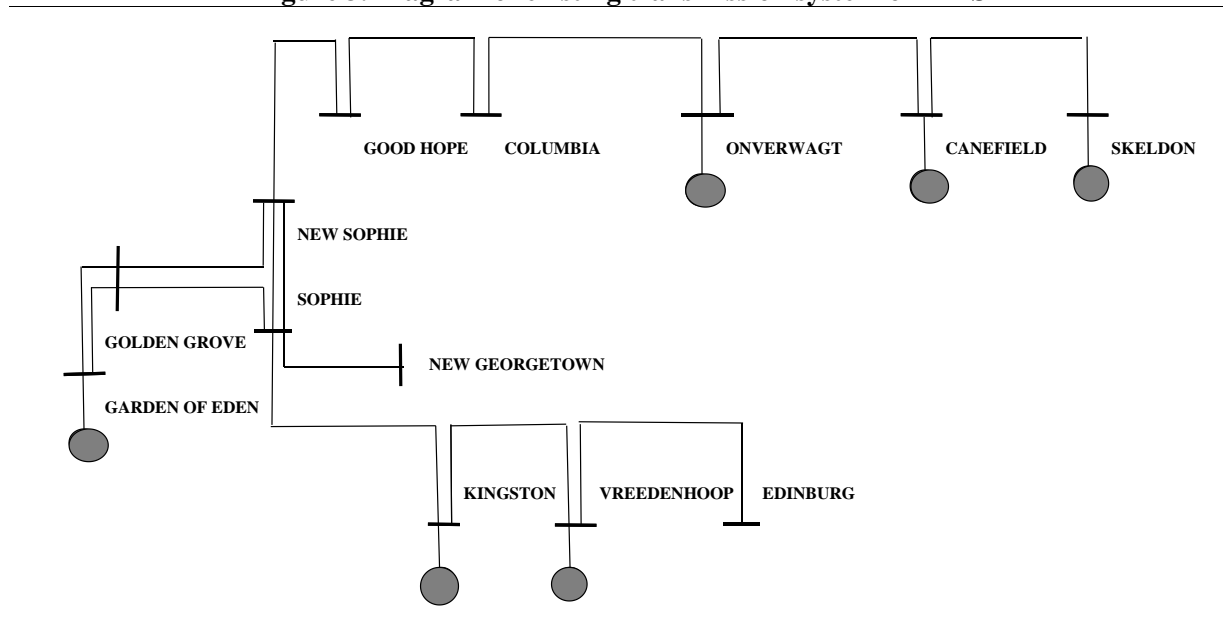 GOOD HOPE COLUMBIA ONVERWAGT CANEFIELD SKELDON
NEW SOPHIE
SOPHIE
GOLDEN GROVE
NEW GEORGETOWN
GARDEN OF EDEN
KINGSTON VREEDENHOOP EDINBURG